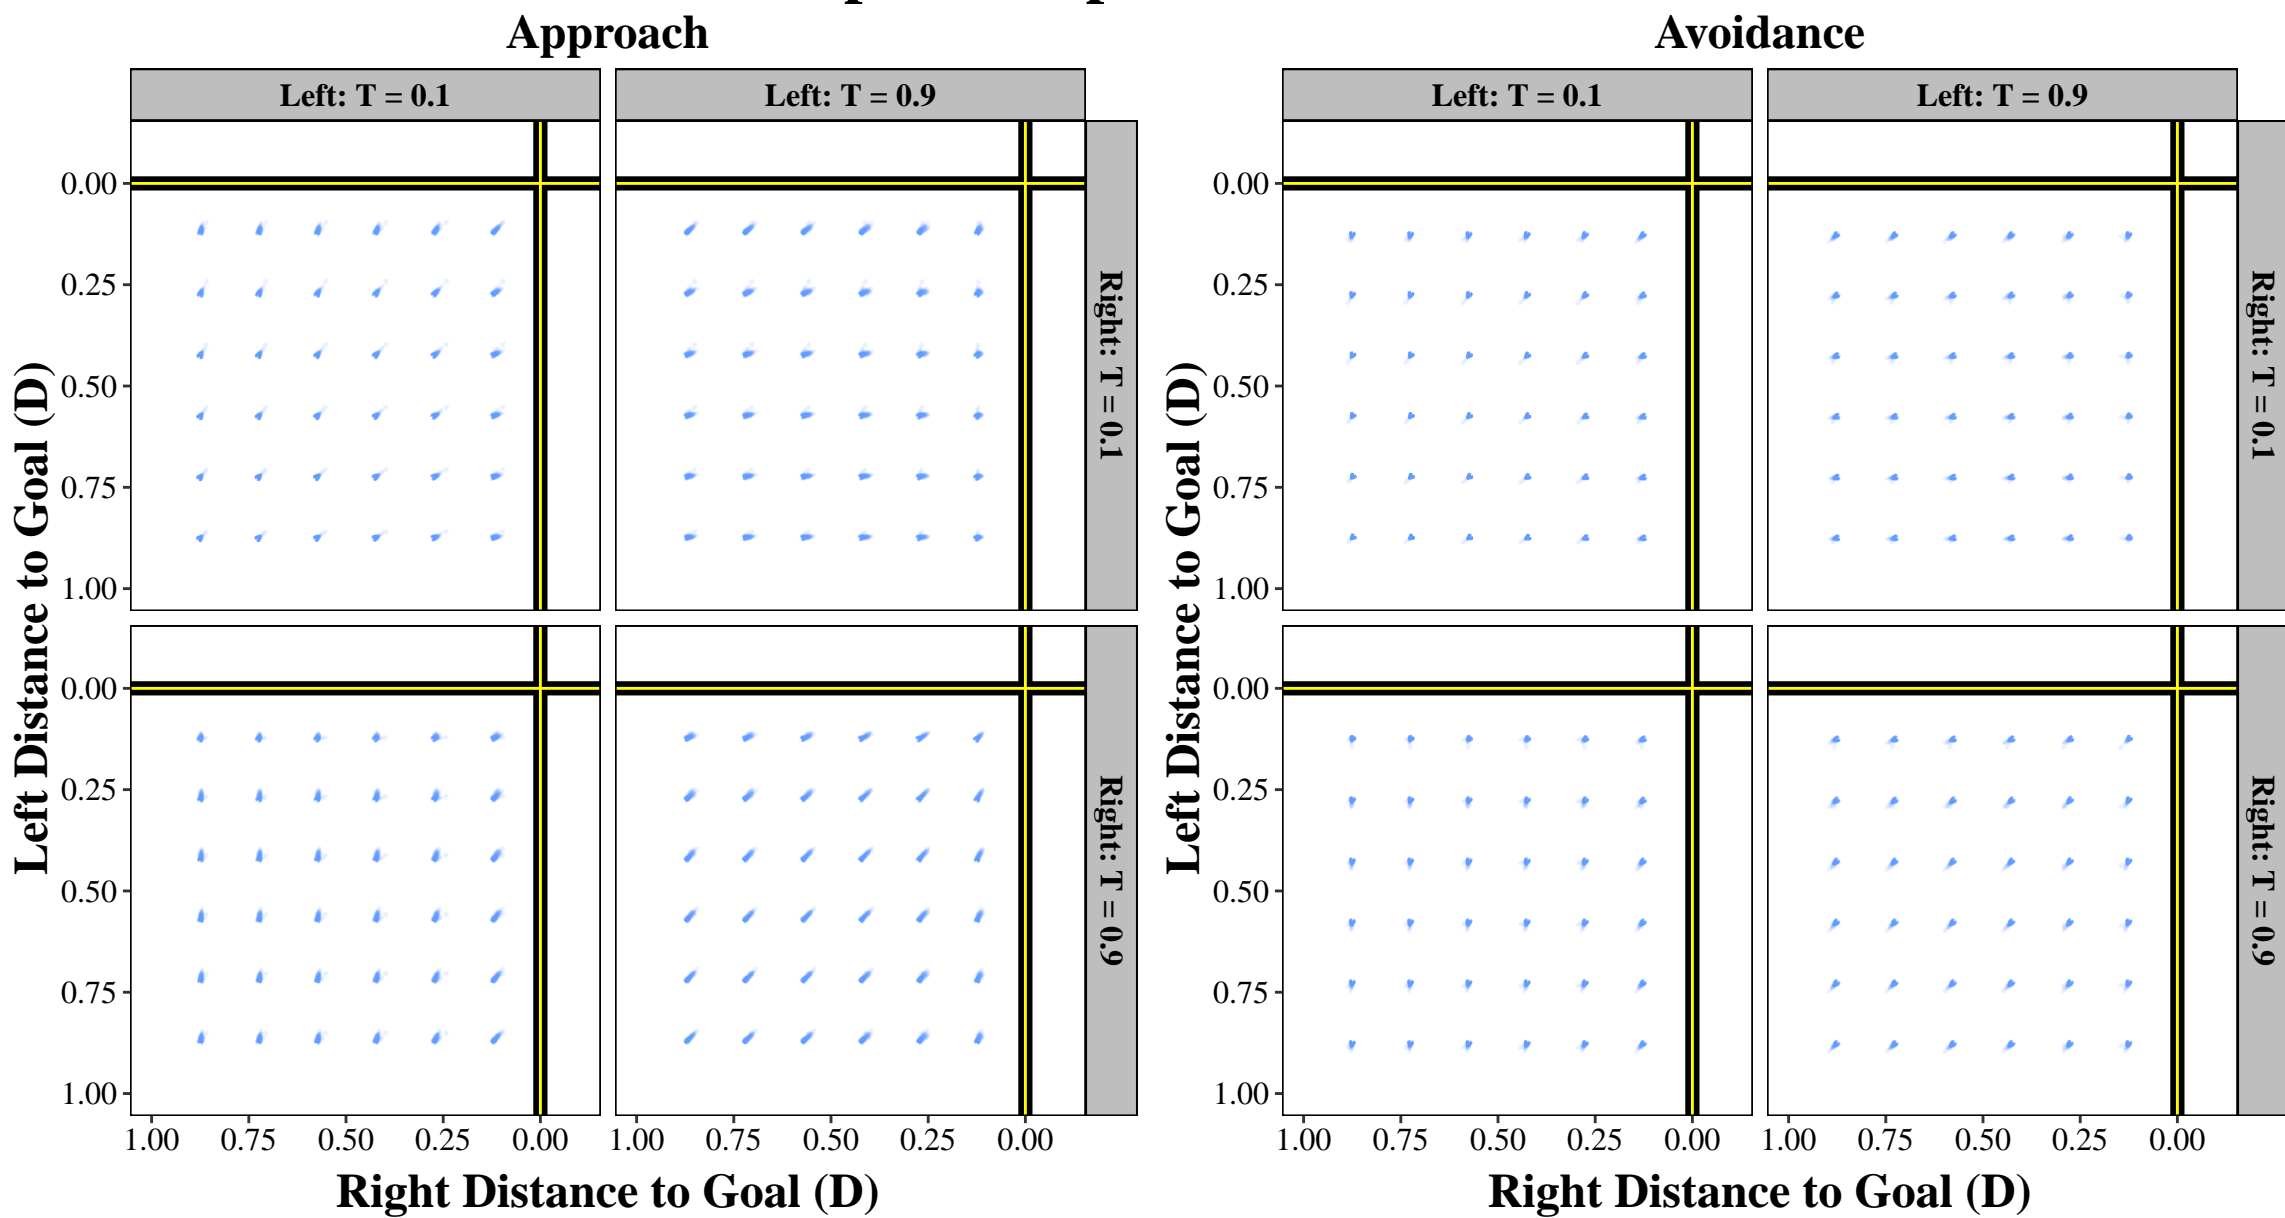 Approach
Avoidance
Left: T = 0.1
Left: T = 0.9
Left: T = 0.1
Left: T = 0.9
Left Distance to Goal (D)
0.00
0.25
0.50
0.75
1.00
Right: T = 0.1
0.00
0.25
0.50
0.75
1.00
Right: T = 0.9
1.00 0.75 0.50 0.25 0.00
1.00 0.75 0.50 0.25 0.00
Right Distance to Goal (D)
Left Distance to Goal (D)
0.00
0.25
0.50
0.75
1.00
Right: T = 0.1
0.00
0.25
0.50
0.75
1.00
Right: T = 0.9
1.00 0.75 0.50 0.25 0.00
1.00 0.75 0.50 0.25 0.00
Right Distance to Goal (D)